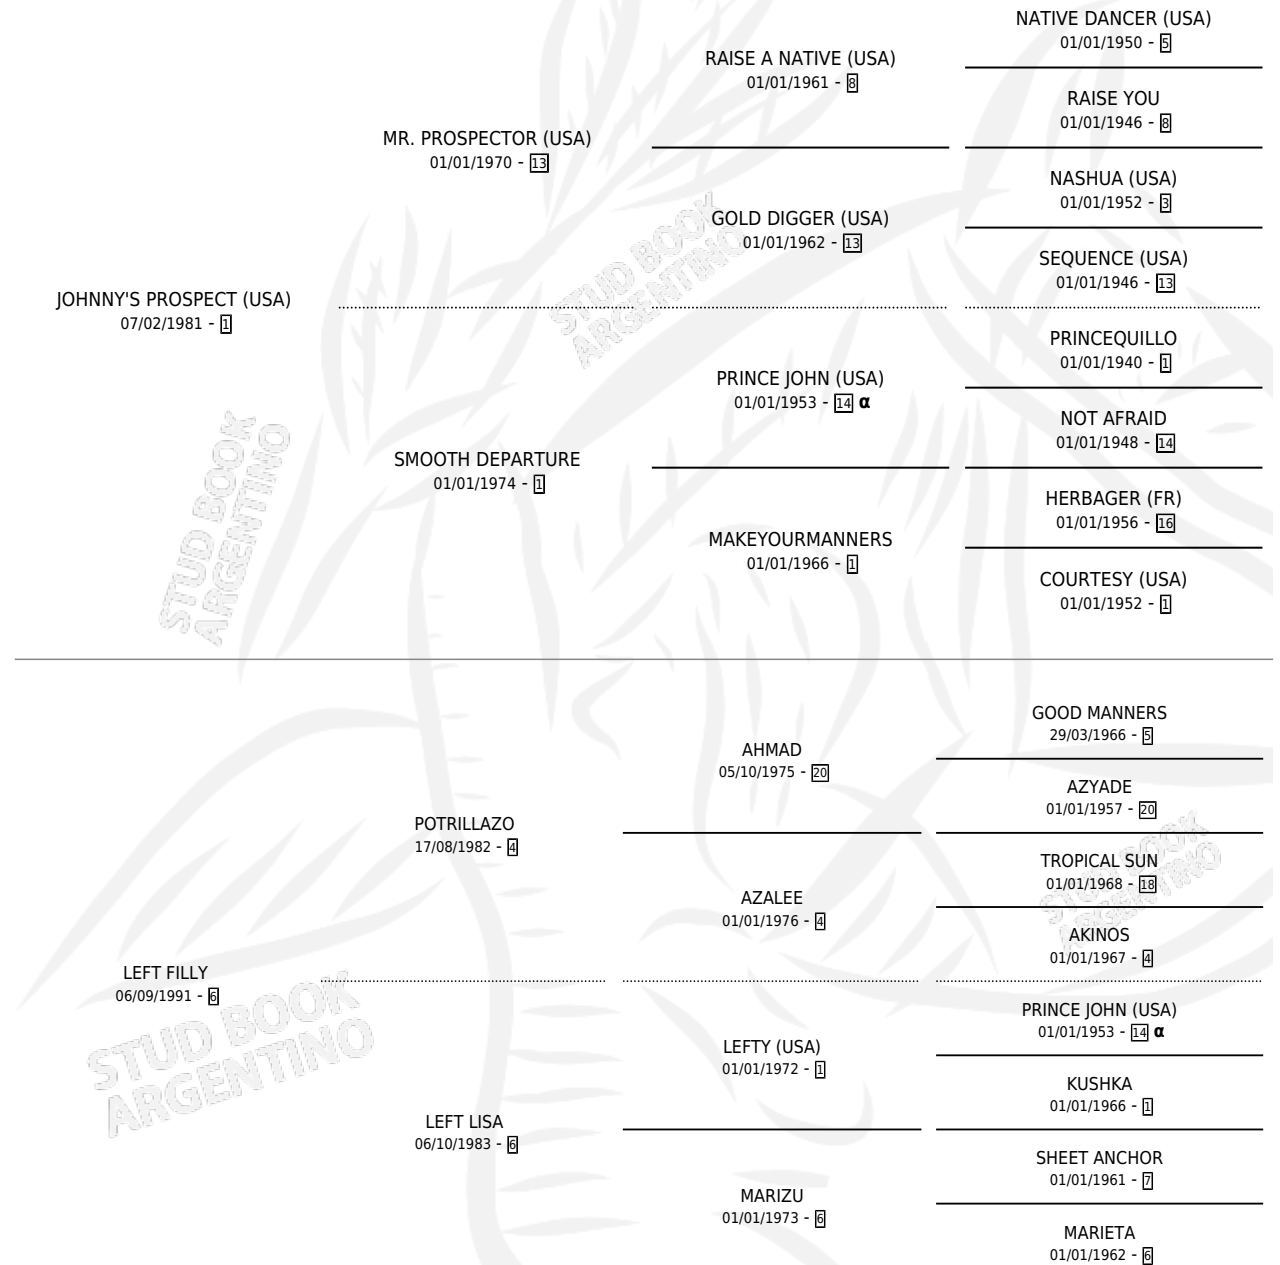 NATIVE DANCER (USA)
01/01/1950 - 5
RAISE A NATIVE (USA)
01/01/1961 - 8
RAISE YOU
01/01/1946 - 8
MR. PROSPECTOR (USA)
01/01/1970 - 13
NASHUA (USA)
01/01/1952 - 3
GOLD DIGGER (USA)
01/01/1962 - 13
SEQUENCE (USA)
01/01/1946 - 13
JOHNNY'S PROSPECT (USA)
07/02/1981 - 1
PRINCEQUILLO
01/01/1940 - 1
PRINCE JOHN (USA)
01/01/1953 - 14 α
NOT AFRAID
01/01/1948 - 14
SMOOTH DEPARTURE
01/01/1974 - 1
HERBAGER (FR)
01/01/1956 - 16
MAKEYOURMANNERS
01/01/1966 - 1
COURTESY (USA)
01/01/1952 - 1
GOOD MANNERS
29/03/1966 - 5
AHMAD
05/10/1975 - 20
AZYADE
01/01/1957 - 20
POTRILLAZO
17/08/1982 - 4
TROPICAL SUN
01/01/1968 - 18
AZALEE
01/01/1976 - 4
AKINOS
01/01/1967 - 4
LEFT FILLY
06/09/1991 - 6
PRINCE JOHN (USA)
01/01/1953 - 14 α
LEFTY (USA)
01/01/1972 - 1
KUSHKA
01/01/1966 - 1
LEFT LISA
06/10/1983 - 6
SHEET ANCHOR
01/01/1961 - 7
MARIZU
01/01/1973 - 6
MARIETA
01/01/1962 - 6
STUD BOOK
ARGENTINO
STUD BOOK
ARGENTINO
STUD BOOK
ARGENTINO
STUD BOOK
ARGENTINO